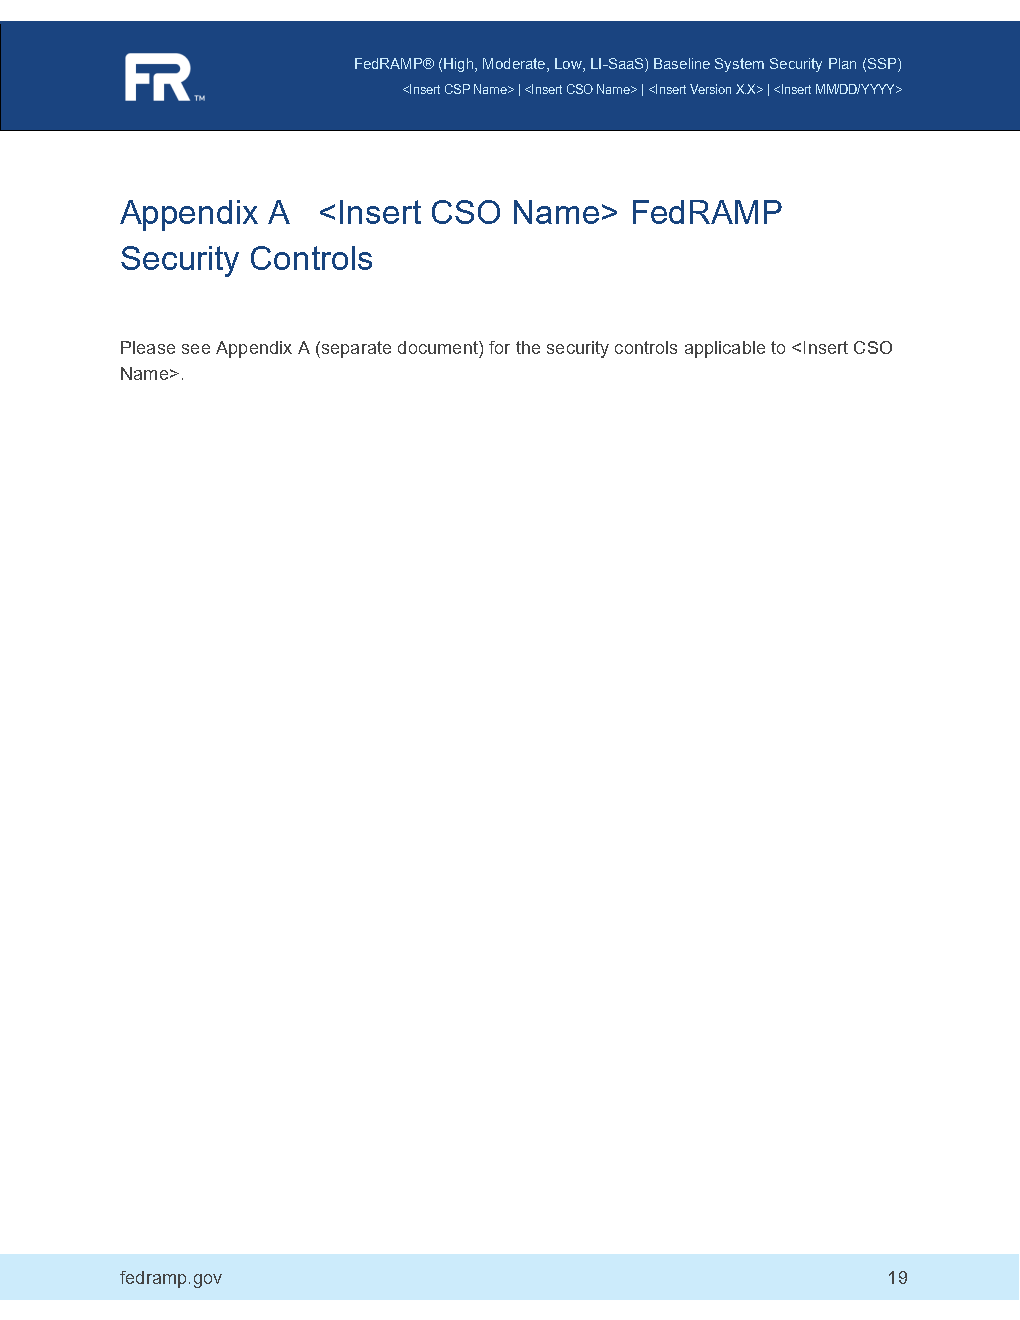 FR™
FedRAMP® (High, Moderate, Low, LI-SaaS) Baseline System Security Plan (SSP)
<Insert CSP Name> | <Insert CSO Name> | <Insert Version X.X> | <Insert MM/DD/YYYY>
Appendix A <Insert CSO Name> FedRAMP
Security Controls
Please see Appendix A (separate document) for the security controls applicable to <Insert CSO
Name>.
fedramp.gov 19